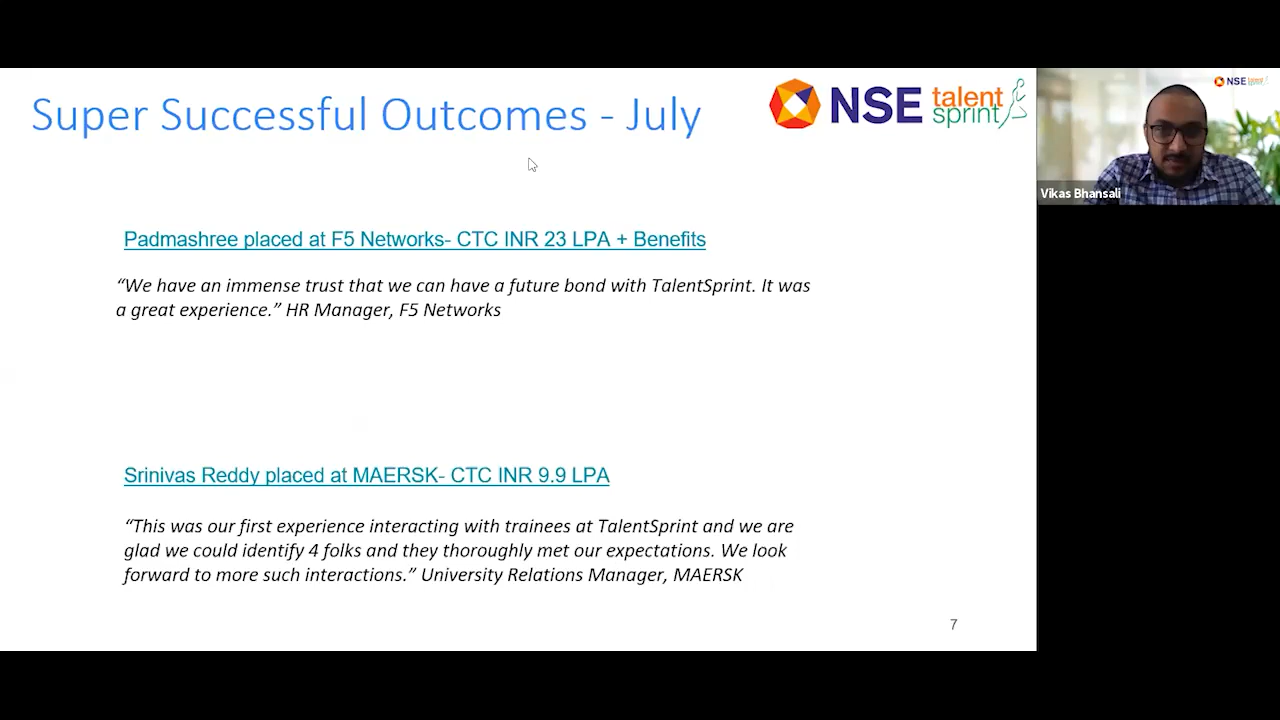 Super Successful Outcomes - July
NSE talent sprint
NSE talent sprint
Vikas Bhansali
Padmashree placed at F5 Networks- CTC INR 23 LPA + Benefits
“We have an immense trust that we can have a future bond with TalentSprint. It was
a great experience.” HR Manager, F5 Networks
Srinivas Reddy placed at MAERSK- CTC INR 9.9 LPA
“This was our first experience interacting with trainees at TalentSprint and we are
glad we could identify 4 folks and they thoroughly met our expectations. We look
forward to more such interactions.” University Relations Manager, MAERSK
7